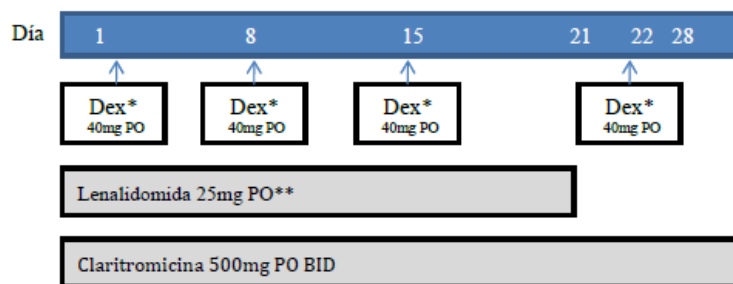 Día 1 8 15 21 22 28
Dex* Dex* Dex* Dex*
40mg PO 40mg PO 40mg PO 40mg PO
Lenalidomida 25mg PO**
Claritromicina 500mg PO BID